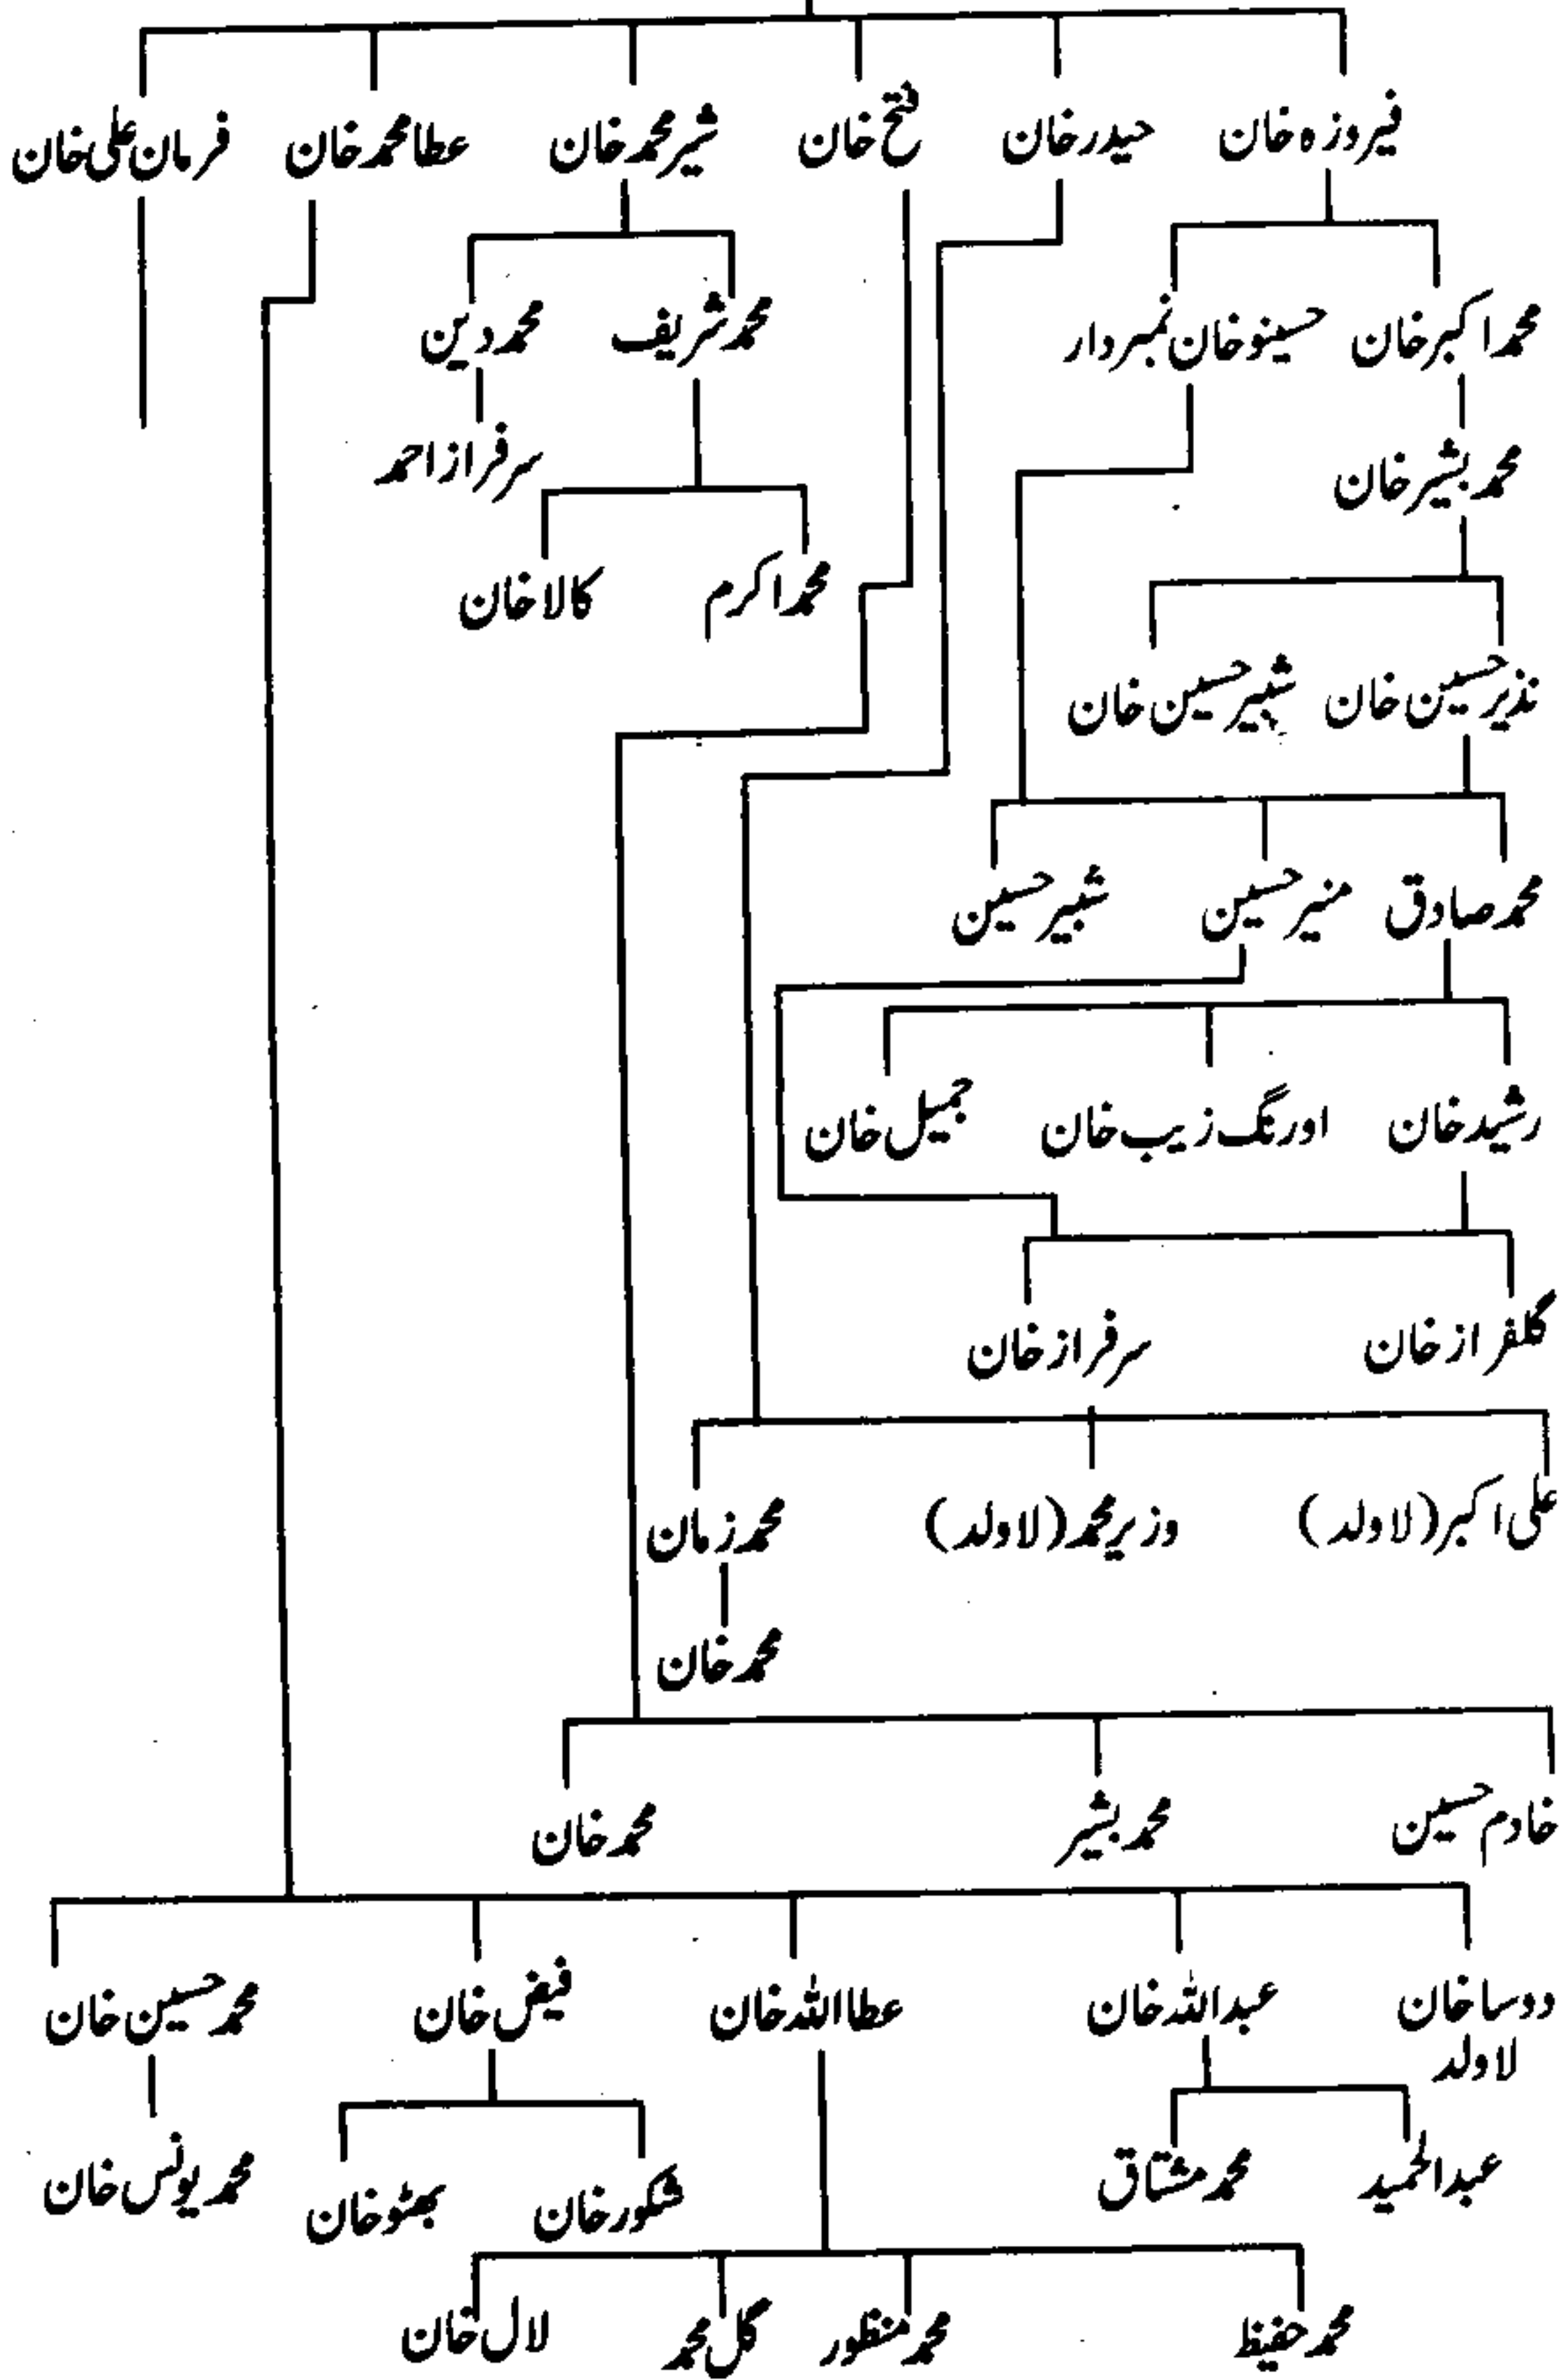 فیروزہ خان حیدر خان فتح خان شیر محمد خان عطا محمد خان فرمان علی خان
محمد اکبر خان حسینو خان نمبردار محمد شریف محمد دین
محمد بشیر خان سرفراز احمد
محمد اکرم کالا خان
نذیر حسین خان شبیر حسین خان
محمد صادق منیر حسین شبیر حسین
رشید خان اورنگ زیب خان جمیل خان
گلفراز خان سرفراز خان
علی اکبر (لاولد) وزیر محمد (لاولد) محمد زمان
محمد خان
خادم حسین محمد بشیر محمد خان
دوسا خان عبداللہ خان عطا اللہ خان فیض خان محمد حسین خان
لاولد
عبدالحمید محمد مشتاق شکور خان بھٹو خان محمد یونس خان
محمد حفیظ محمد منظور گل محمد لال خان